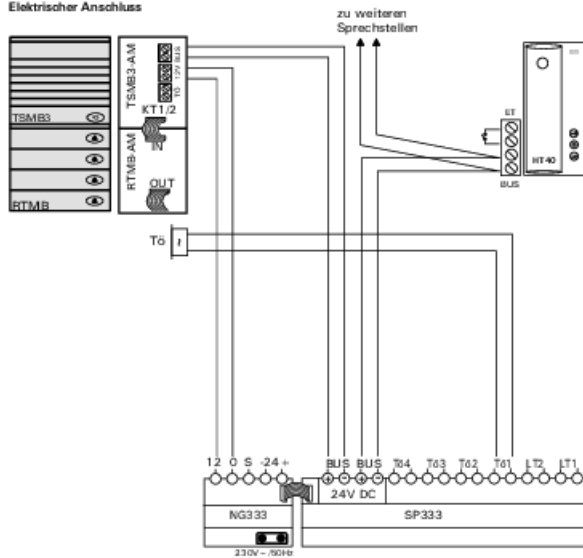 Elektrischer Anschluss
zu weiteren
Sprechstellen
TSMB3
RTMB
TSMB3-AM
TÖ 12V BUS
KT1/2
RTMB-AM
IN
OUT
ET
HT40
BUS
Tö
12 0 S -24+
BUS BUS Tö4 Tö3 Tö2 Tö1 LT2 LT1
+ - + -
24V DC
NG333
SP333
230V~/50Hz